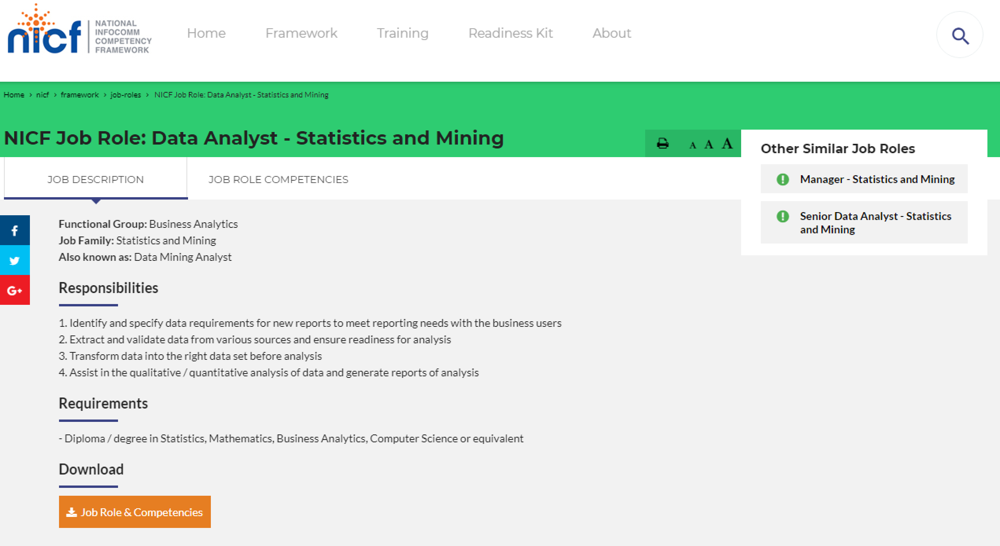 nicf
NATIONAL
INFOCOMM
COMPETENCY
FRAMEWORK
Home
Framework
Training
Readiness Kit
About
Home > nicf > framework > job-roles > NICF Job Role: Data Analyst - Statistics and Mining
NICF Job Role: Data Analyst - Statistics and Mining
A A A
JOB DESCRIPTION
JOB ROLE COMPETENCIES
Other Similar Job Roles
Manager - Statistics and Mining
Senior Data Analyst - Statistics
and Mining
f
G+
Functional Group: Business Analytics
Job Family: Statistics and Mining
Also known as: Data Mining Analyst
Responsibilities
1. Identify and specify data requirements for new reports to meet reporting needs with the business users
2. Extract and validate data from various sources and ensure readiness for analysis
3. Transform data into the right data set before analysis
4. Assist in the qualitative / quantitative analysis of data and generate reports of analysis
Requirements
- Diploma / degree in Statistics, Mathematics, Business Analytics, Computer Science or equivalent
Download
Job Role & Competencies